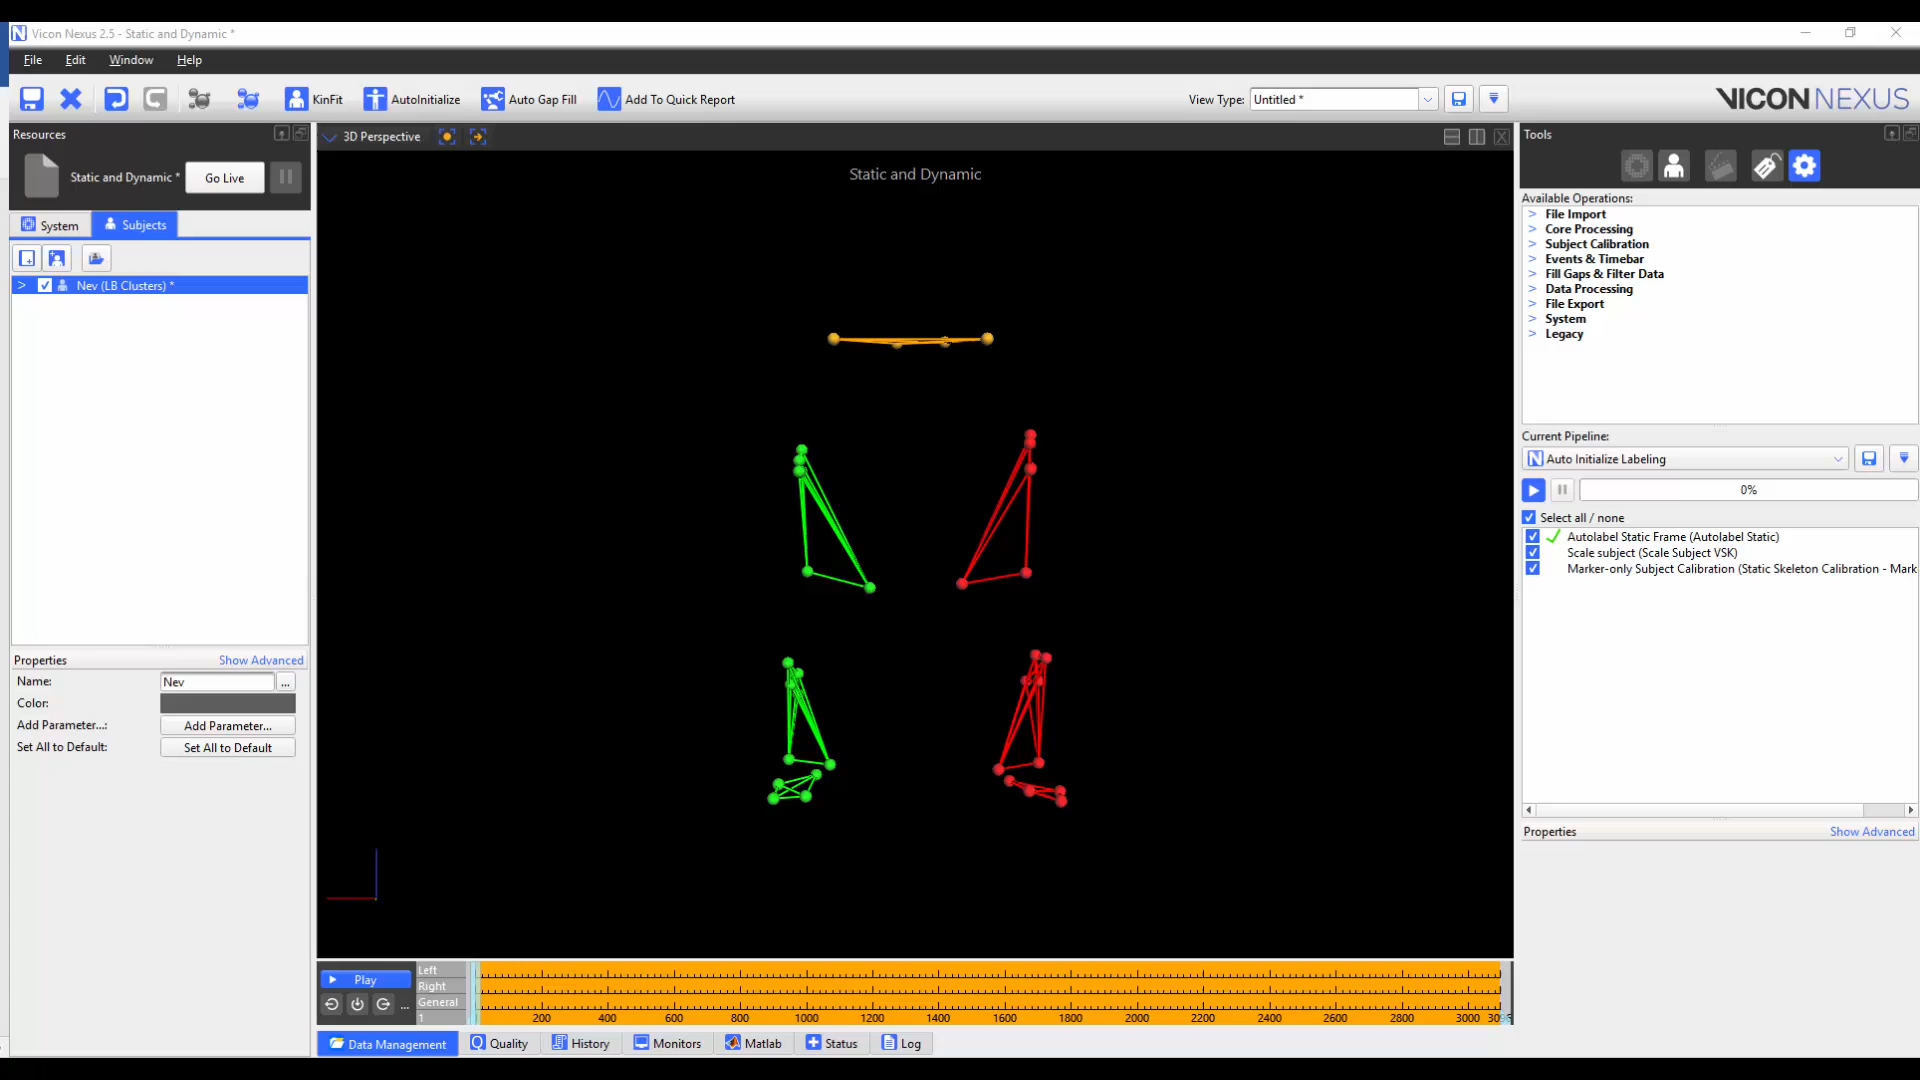 Vicon Nexus 2.5 - Static and Dynamic *
File Edit Window Help
KinFit AutoInitialize Auto Gap Fill Add To Quick Report View Type: Untitled * VICON NEXUS
Resources
Static and Dynamic * Go Live
System Subjects
> Nev (LB Clusters) *
Properties Show Advanced
Name: Nev ...
Color:
Add Parameter...: Add Parameter...
Set All to Default: Set All to Default
3D Perspective
Static and Dynamic
Play
...
Left
Right
General
1
200 400 600 800 1000 1200 1400 1600 1800 2000 2200 2400 2600 2800 3000
Data Management Quality History Monitors Matlab Status Log
Tools
Available Operations:
> File Import
> Core Processing
> Subject Calibration
> Events & Timebar
> Fill Gaps & Filter Data
> Data Processing
> File Export
> System
> Legacy
Current Pipeline:
Auto Initialize Labeling
0%
Select all / none
Autolabel Static Frame (Autolabel Static)
Scale subject (Scale Subject VSK)
Marker-only Subject Calibration (Static Skeleton Calibration - Mark
Properties Show Advanced